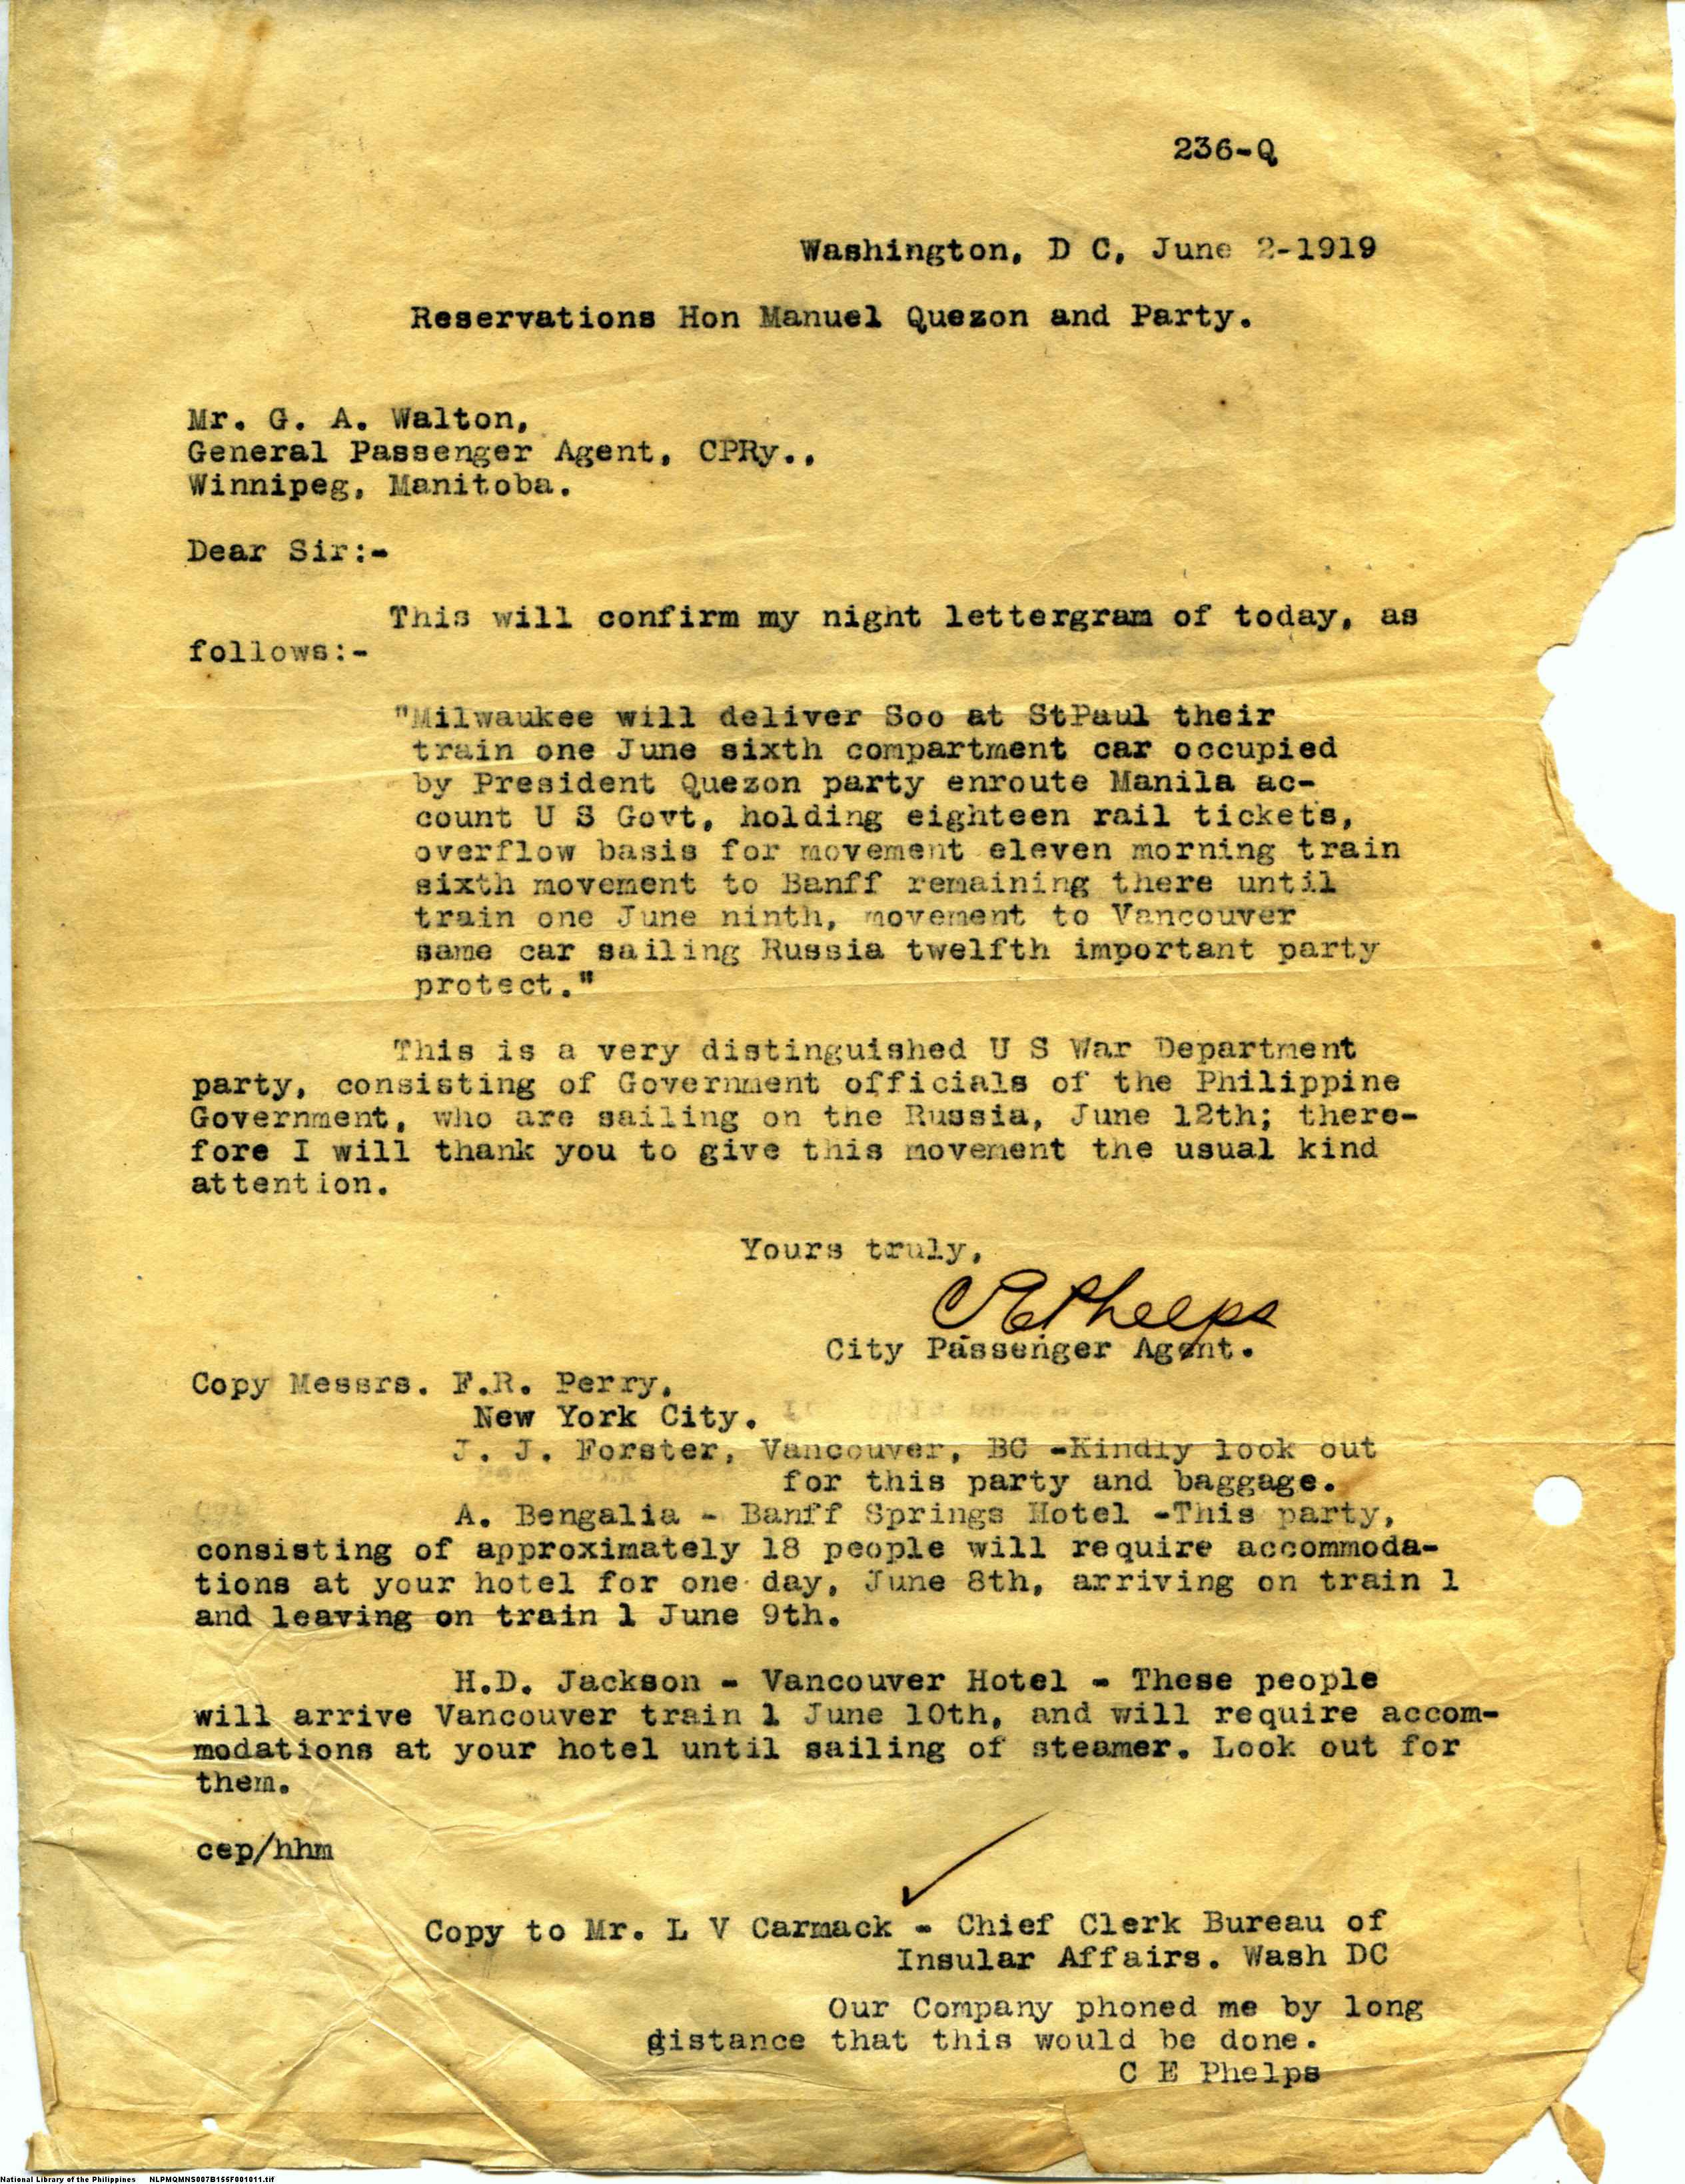 236-Q
Washington, D C, June 2-1919
Reservations Hon Manuel Quezon and Party.
Mr. G. A. Walton,
General Passenger Agent, CPRy.,
Winnipeg, Manitoba.
Dear Sir:-
This will confirm my night lettergram of today, as
follows:-
"Milwaukee will deliver Soo at StPaul their
train one June sixth compartment car occupied
by President Quezon party enroute Manila ac-
count U S Govt, holding eighteen rail tickets,
overflow basis for movement eleven morning train
sixth movement to Banff remaining there until
train one June ninth, movement to Vancouver
same car sailing Russia twelfth important party
protect."
This is a very distinguished U S War Department
party, consisting of Government officials of the Philippine
Government, who are sailing on the Russia, June 12th; there-
fore I will thank you to give this movement the usual kind
attention.
Yours truly,
C E Phelps
City Passenger Agent.
Copy Messrs. F.R. Perry,
New York City.
J. J. Forster, Vancouver, BC -Kindly look out
for this party and baggage.
A. Bengalia - Banff Springs Hotel -This party,
consisting of approximately 18 people will require accommoda-
tions at your hotel for one day, June 8th, arriving on train 1
and leaving on train 1 June 9th.
H.D. Jackson - Vancouver Hotel - These people
will arrive Vancouver train 1 June 10th, and will require accom-
modations at your hotel until sailing of steamer. Look out for
them.
cep/hhm
Copy to Mr. L V Carmack - Chief Clerk Bureau of
Insular Affairs. Wash DC
Our Company phoned me by long
distance that this would be done.
C E Phelps
National Library of the Philippines NLPMQMNS007B155F001011.tif